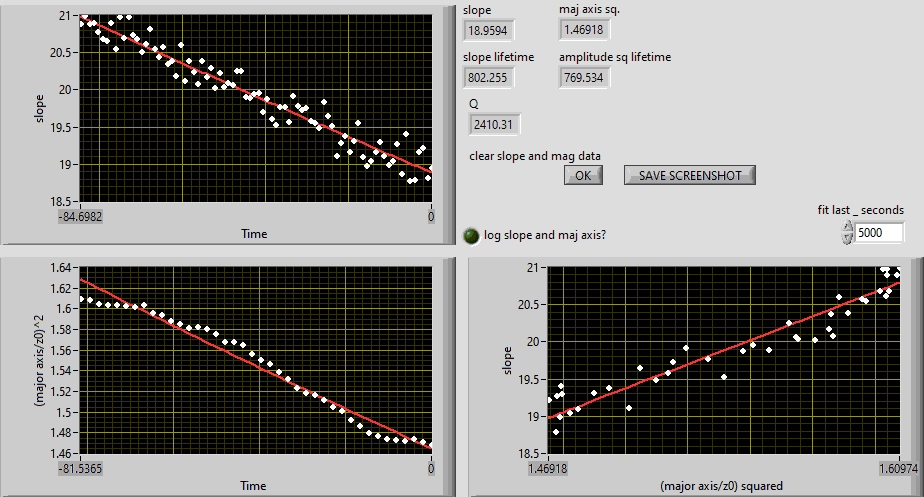 21
20.5
20
19.5
19
18.5
slope
-84.6982
0
Time
slope
18.9594
maj axis sq.
1.46918
slope lifetime
802.255
amplitude sq lifetime
769.534
Q
2410.31
clear slope and mag data
OK
SAVE SCREENSHOT
fit last _ seconds
5000
log slope and maj axis?
1.64
1.62
1.6
1.58
1.56
1.54
1.52
1.5
1.48
1.46
(major axis/z0)^2
-81.5365
0
Time
21
20.5
20
19.5
19
18.5
slope
1.46918
1.60974
(major axis/z0) squared